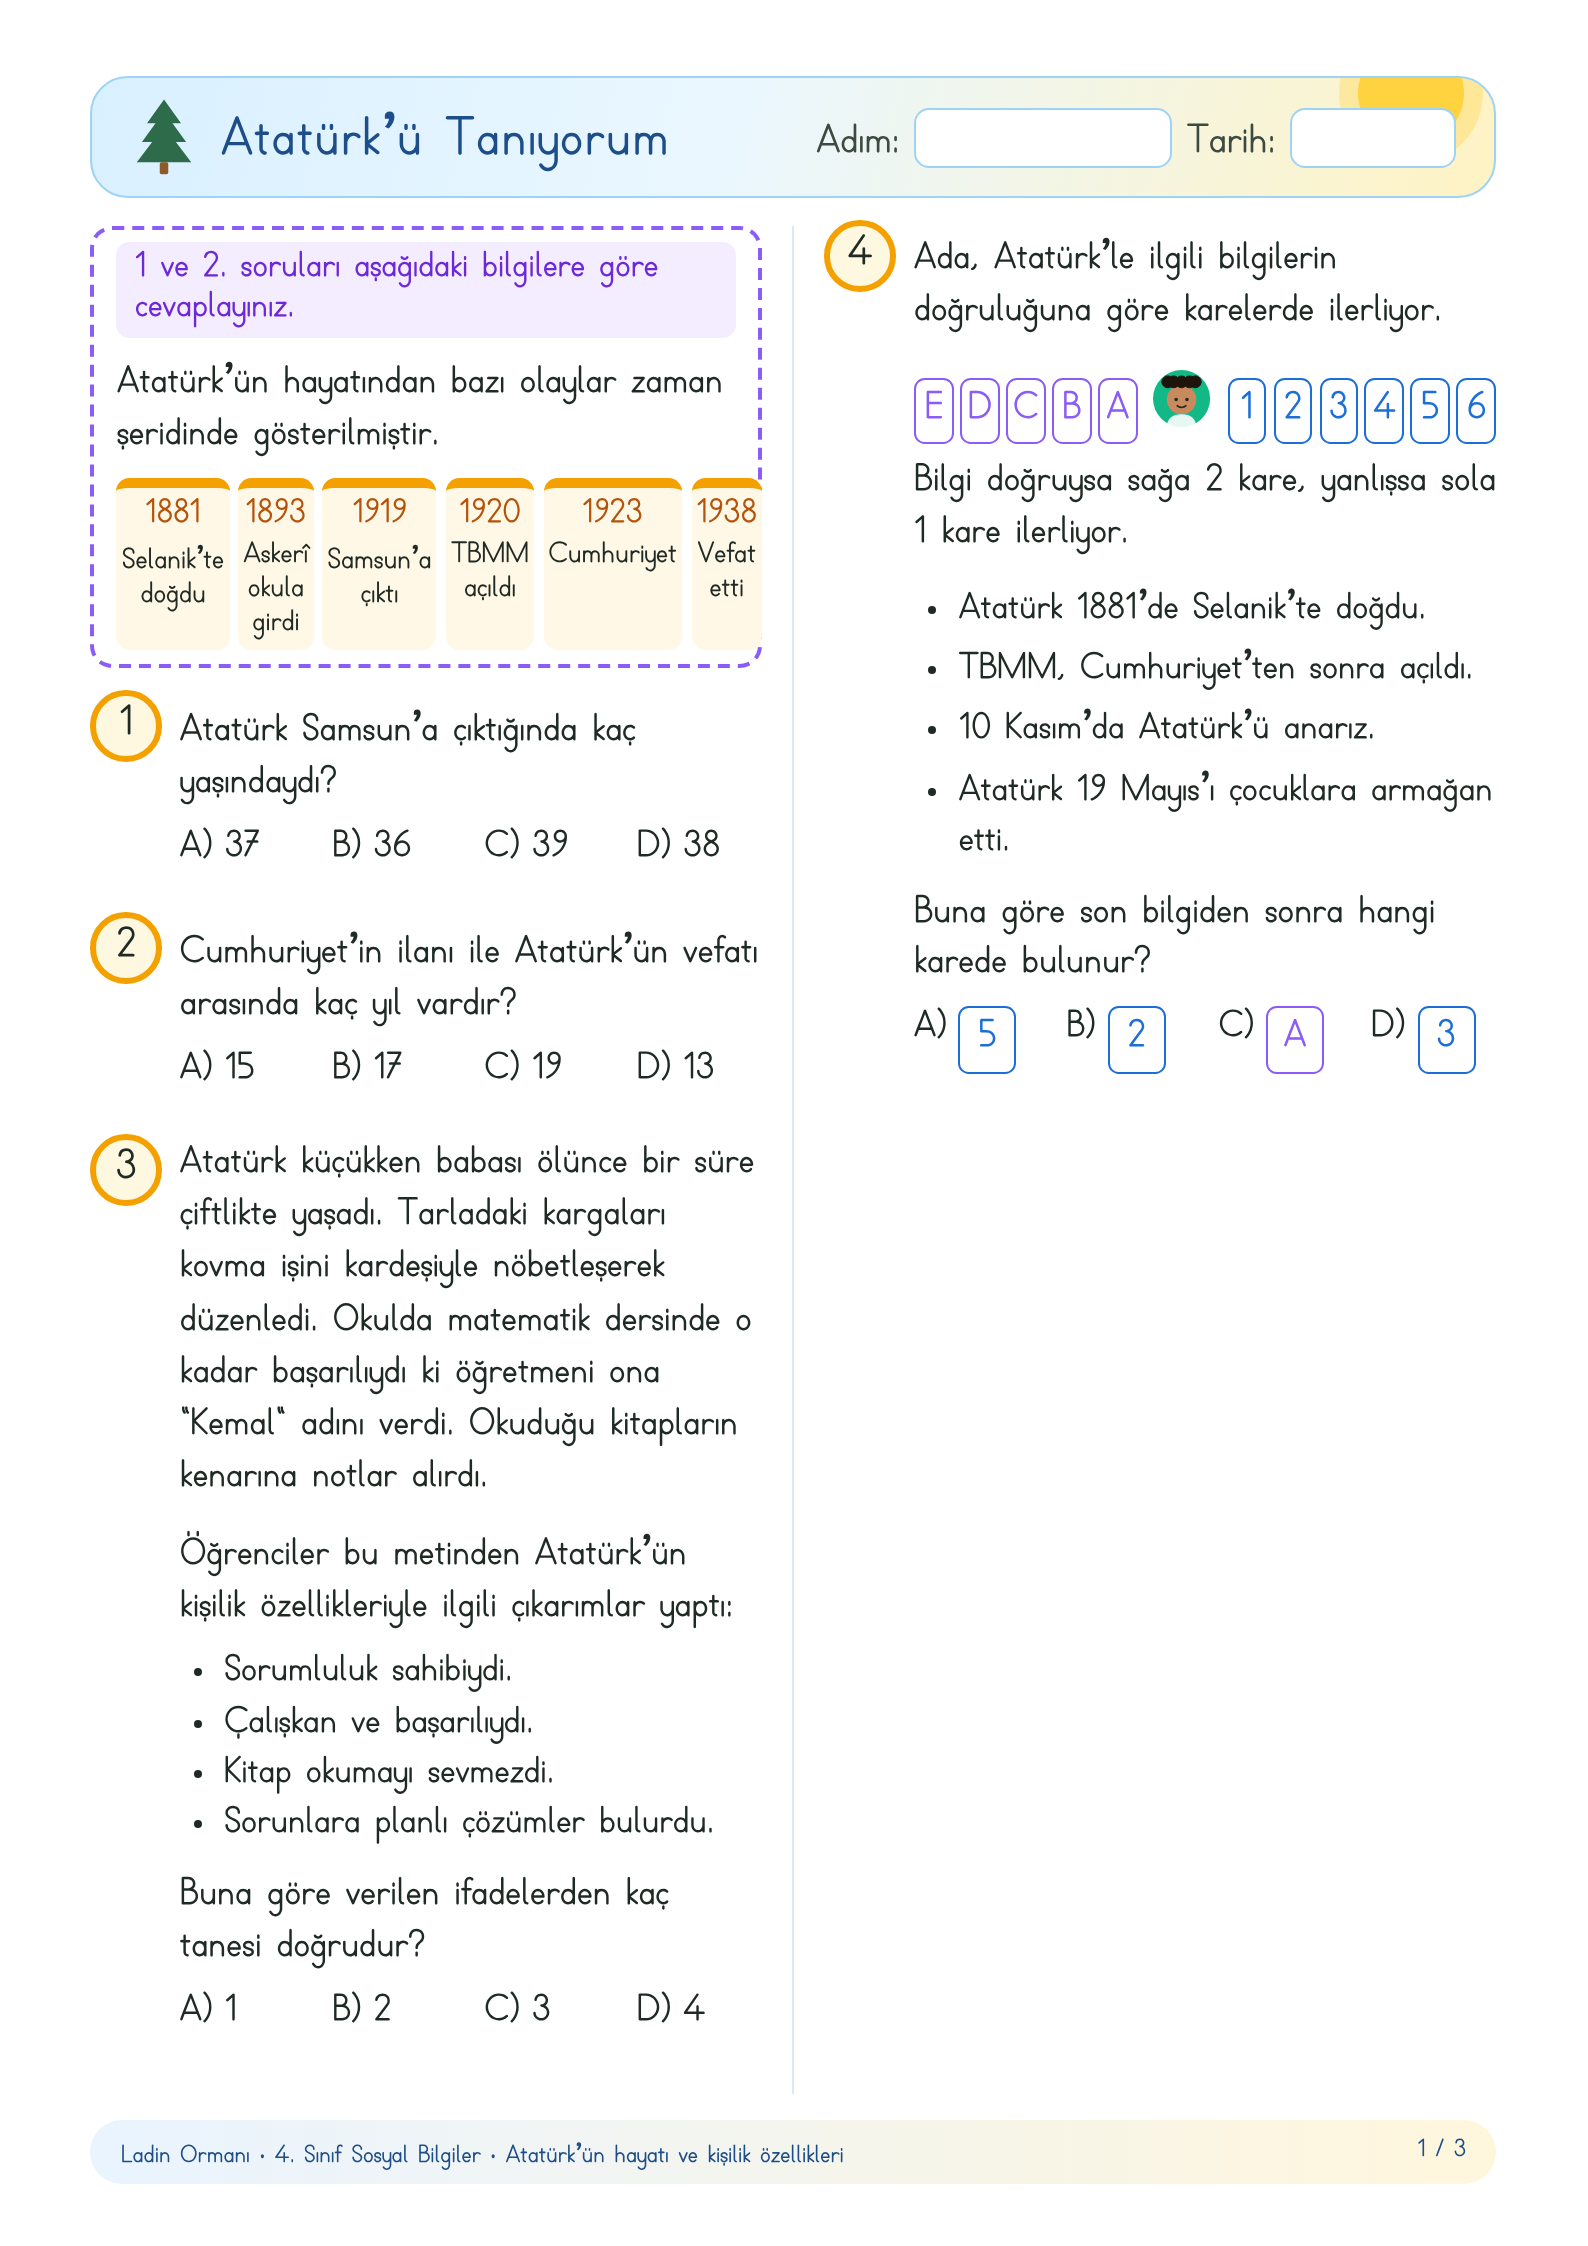 Atatürk'ü Tanıyorum
Adım:
Tarih:
1 ve 2. soruları aşağıdaki bilgilere göre
cevaplayınız.
Atatürk'ün hayatından bazı olaylar zaman
şeridinde gösterilmiştir.
1881
Selanik'te
doğdu
1893
Askerî
okula
girdi
1919
Samsun'a
çıktı
1920
TBMM
açıldı
1923
Cumhuriyet
1938
Vefat
etti
1
Atatürk Samsun'a çıktığında kaç
yaşındaydı?
A) 37 B) 36 C) 39 D) 38
2
Cumhuriyet'in ilanı ile Atatürk'ün vefatı
arasında kaç yıl vardır?
A) 15 B) 17 C) 19 D) 13
3
Atatürk küçükken babası ölünce bir süre
çiftlikte yaşadı. Tarladaki kargaları
kovma işini kardeşiyle nöbetleşerek
düzenledi. Okulda matematik dersinde o
kadar başarılıydı ki öğretmeni ona
“Kemal“ adını verdi. Okuduğu kitapların
kenarına notlar alırdı.
Öğrenciler bu metinden Atatürk'ün
kişilik özellikleriyle ilgili çıkarımlar yaptı:
• Sorumluluk sahibiydi.
• Çalışkan ve başarılıydı.
• Kitap okumayı sevmezdi.
• Sorunlara planlı çözümler bulurdu.
Buna göre verilen ifadelerden kaç
tanesi doğrudur?
A) 1 B) 2 C) 3 D) 4
4
Ada, Atatürk'le ilgili bilgilerin
doğruluğuna göre karelerde ilerliyor.
E D C B A 1 2 3 4 5 6
Bilgi doğruysa sağa 2 kare, yanlışsa sola
1 kare ilerliyor.
• Atatürk 1881'de Selanik'te doğdu.
• TBMM, Cumhuriyet'ten sonra açıldı.
• 10 Kasım'da Atatürk'ü anarız.
• Atatürk 19 Mayıs'ı çocuklara armağan
etti.
Buna göre son bilgiden sonra hangi
karede bulunur?
A) 5 B) 2 C) A D) 3
Ladin Ormanı • 4. Sınıf Sosyal Bilgiler • Atatürk'ün hayatı ve kişilik özellikleri
1 / 3